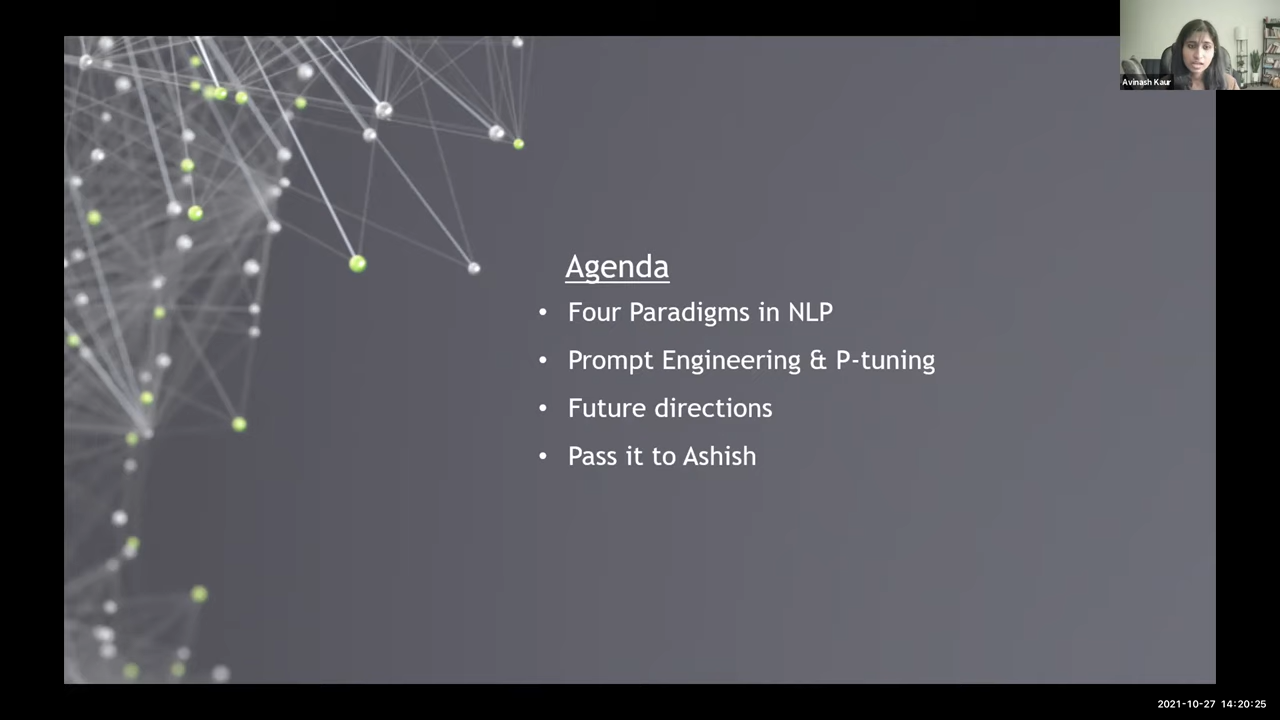 Avinash Kaur
Agenda
• Four Paradigms in NLP
• Prompt Engineering & P-tuning
• Future directions
• Pass it to Ashish
2021-10-27 14:20:25